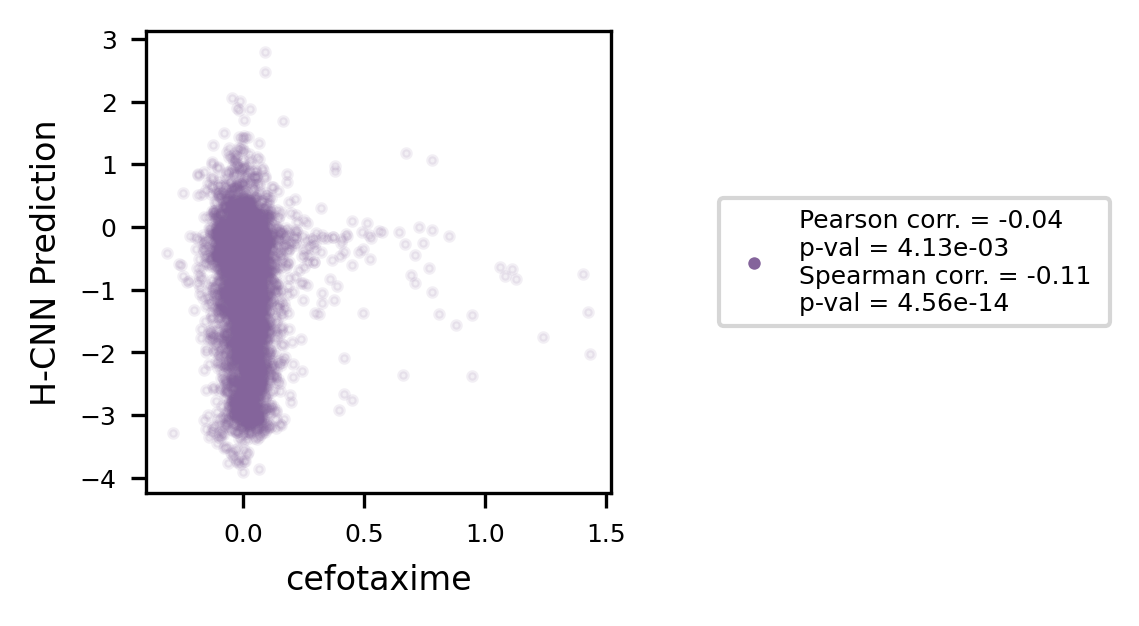 3
2
1
0
−1
−2
−3
−4
H-CNN Prediction
0.0
0.5
1.0
1.5
cefotaxime
Pearson corr. = -0.04
p-val = 4.13e-03
Spearman corr. = -0.11
p-val = 4.56e-14